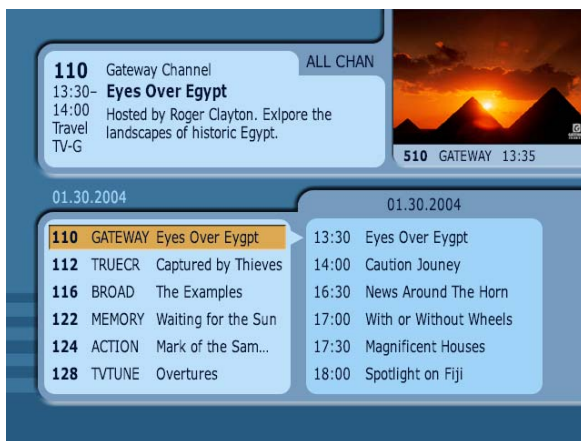 110 Gateway Channel
ALL CHAN
13:30– Eyes Over Egypt
14:00 Hosted by Roger Clayton. Exlpore the
Travel landscapes of historic Egypt.
TV-G
510 GATEWAY 13:35
01.30.2004
01.30.2004
110 GATEWAY Eyes Over Eygpt
112 TRUECR Captured by Thieves
116 BROAD The Examples
122 MEMORY Waiting for the Sun
124 ACTION Mark of the Sam...
128 TVTUNE Overtures
13:30 Eyes Over Eygpt
14:00 Caution Jouney
16:30 News Around The Horn
17:00 With or Without Wheels
17:30 Magnificent Houses
18:00 Spotlight on Fiji